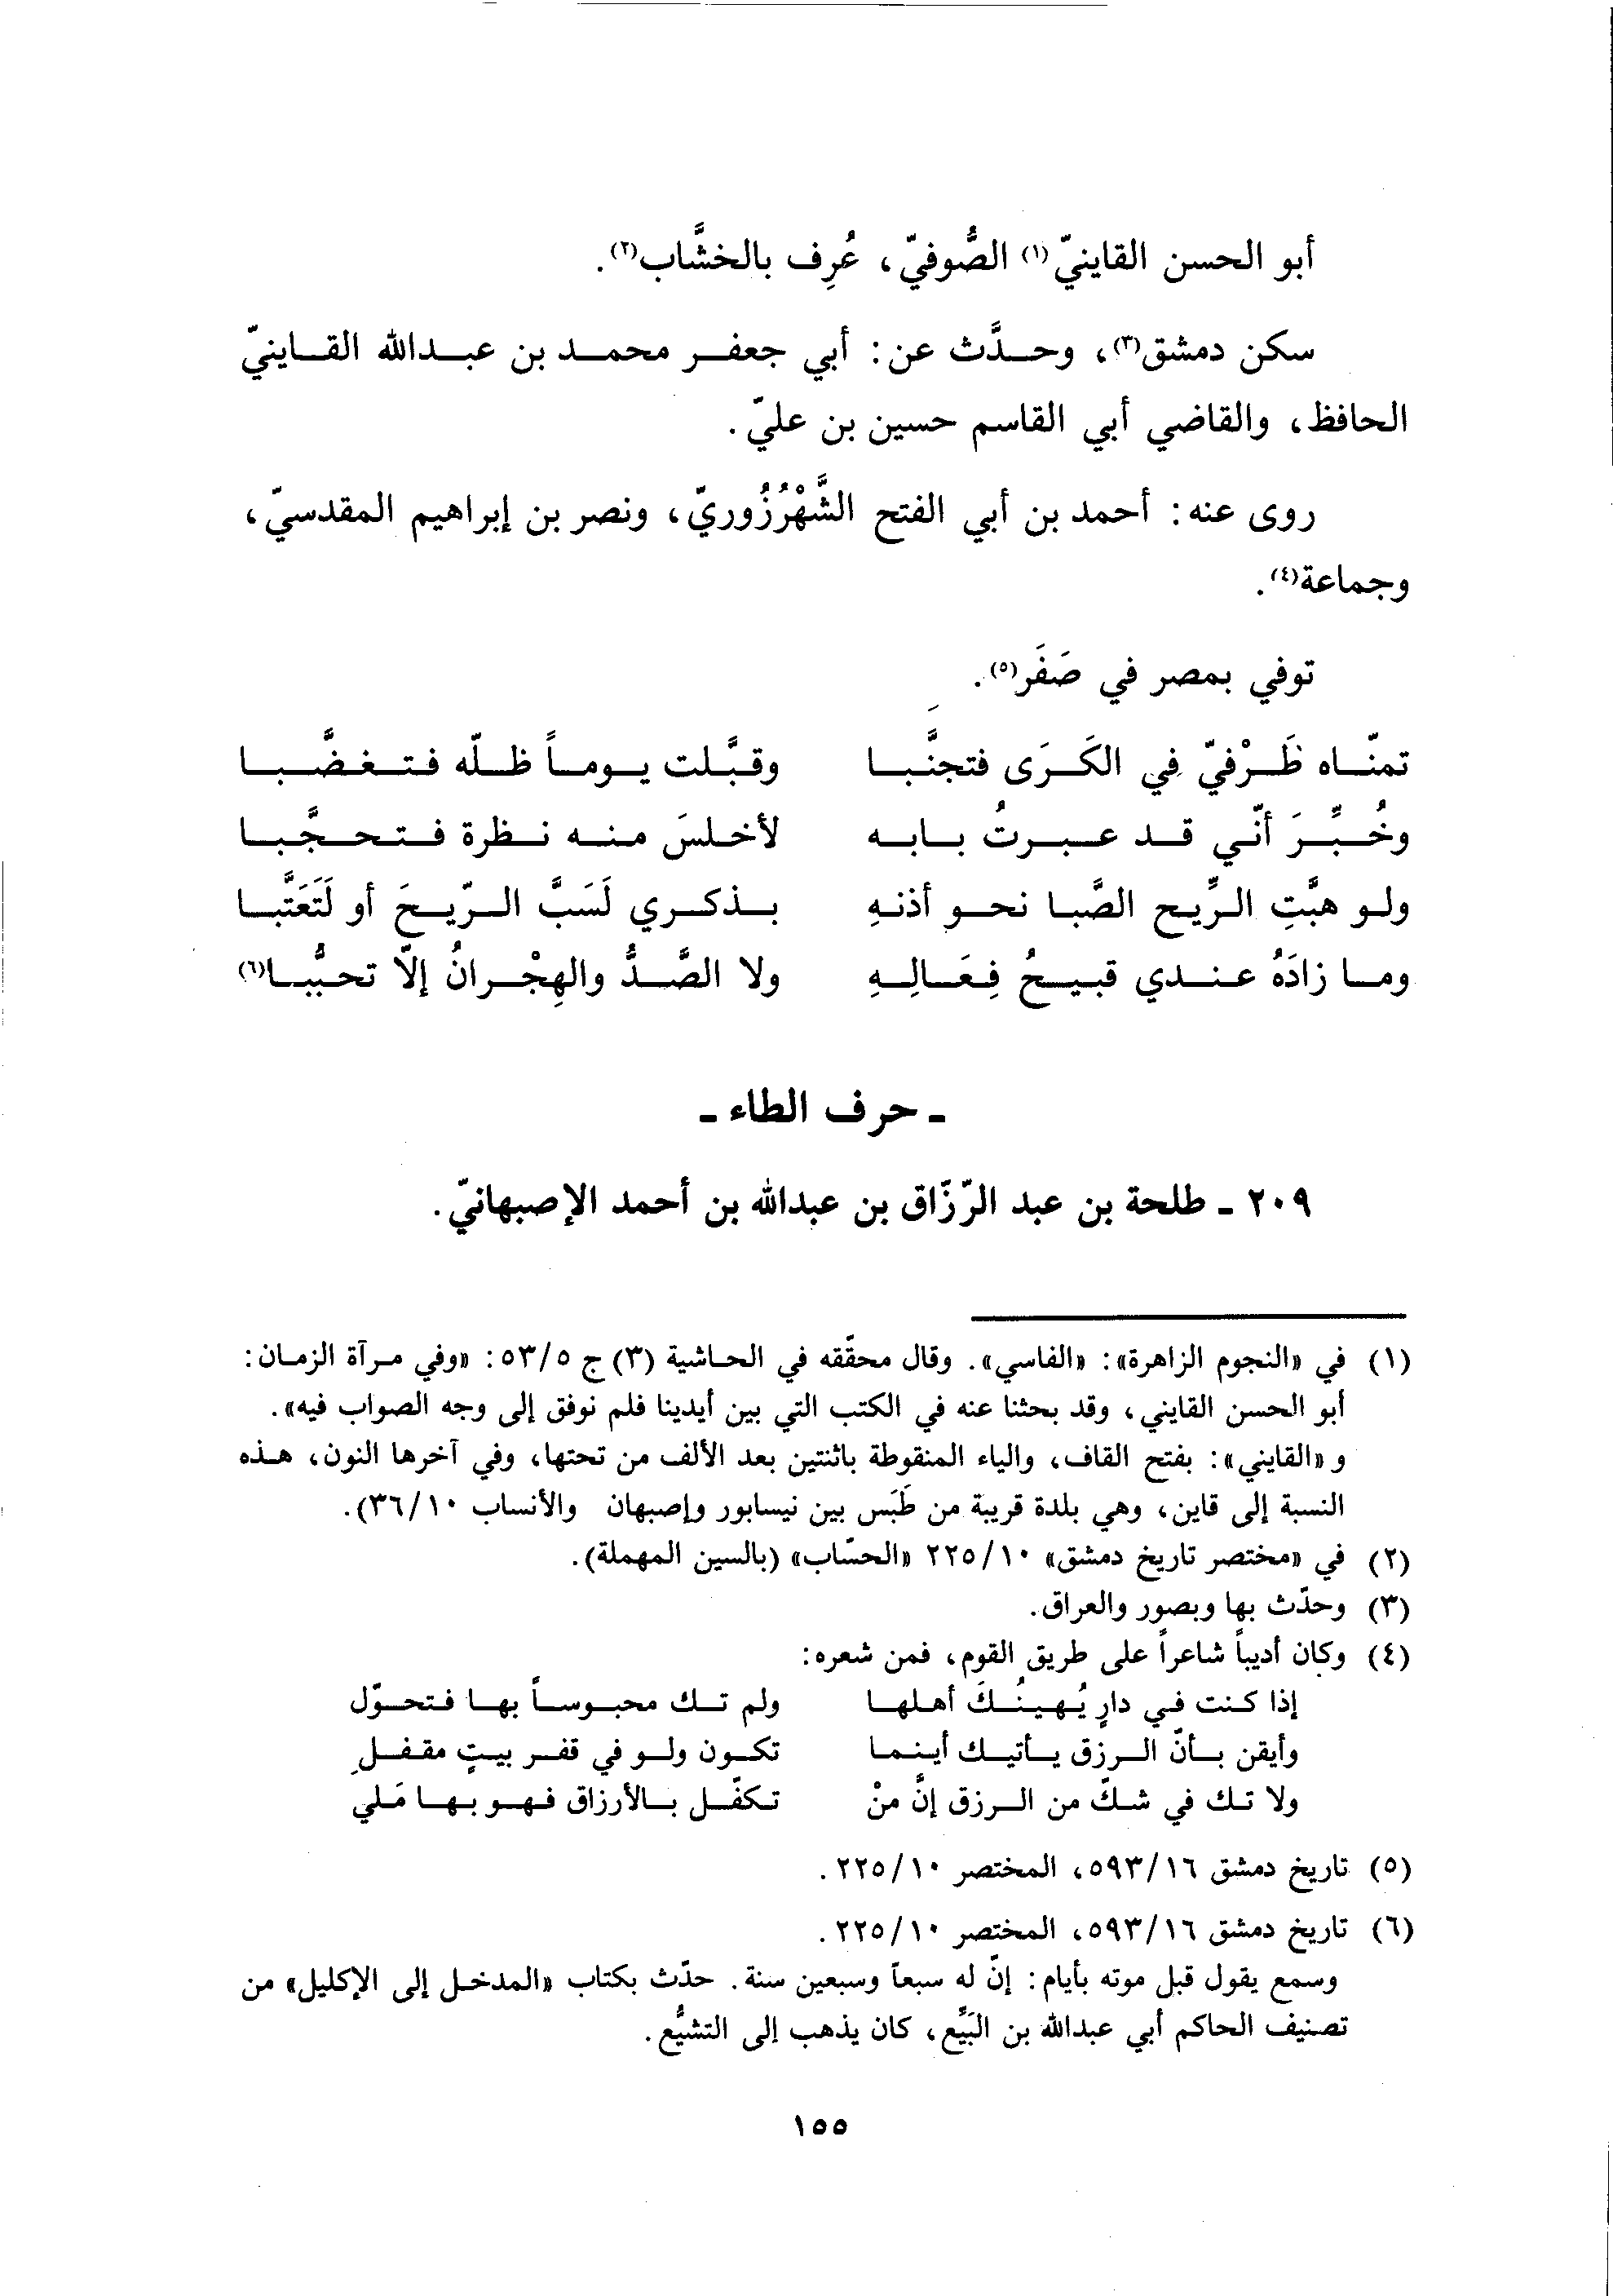 أبو الحسن القاينيّ(١) الصُّوفيّ، عُرِف بالخشَّاب(٢).
سكن دمشق(٣)، وحدَّث عن: أبي جعفر محمد بن عبدالله القاينيّ
الحافظ، والقاضي أبي القاسم حسين بن عليّ.
روى عنه: أحمد بن أبي الفتح الشَّهْرُزُوريّ، ونصر بن إبراهيم المقدسيّ،
وجماعة(٤).
توفي بمصر في صَفَر(٥).
تمنّاه ظَرْفيّ في الكَرَى فتجنَّبا وقبَّلت يوماً ظلّه فتغضَّبا
وخُبِّرَ أنّي قد عبرتُ بابه لأخلسَ منه نظرة فتحجَّبا
ولو هبَّتِ الرِّيح الصَّبا نحو أذنهِ بذكري لَسَبَّ الرّيحَ أو لَتَعَتَّبا
وما زادَهُ عندي قبيحُ فِعَالِهِ ولا الصَّدُّ والهِجْرانُ إلّا تحبُّبا(٦)
ـ حرف الطاء ـ
٢٠٩ ـ طلحة بن عبد الرّزّاق بن عبدالله بن أحمد الإصبهانيّ.
(١) في «النجوم الزاهرة»: «الفاسي». وقال محقّقه في الحاشية (٣) ج ٥/٥٣: «وفي مرآة الزمان:
أبو الحسن القايني، وقد بحثنا عنه في الكتب التي بين أيدينا فلم نوفق إلى وجه الصواب فيه».
و «القايني»: بفتح القاف، والياء المنقوطة باثنتين بعد الألف من تحتها، وفي آخرها النون، هذه
النسبة إلى قاين، وهي بلدة قريبة من طَبَس بين نيسابور وإصبهان والأنساب ١٠/٣٦).
(٢) في «مختصر تاريخ دمشق» ١٠/٢٢٥ «الحسّاب» (بالسين المهملة).
(٣) وحدّث بها وبصور والعراق.
(٤) وكان أديباً شاعراً على طريق القوم، فمن شعره:
إذا كنت في دارٍ يُهينُكَ أهلها ولم تك محبوساً بها فتحوّل
وأيقن بأنّ الرزق يأتيك أينما تكون ولو في قفر بيتٍ مقفلِ
ولا تك في شكّ من الرزق إنَّ منْ تكفّل بالأرزاق فهو بها مَلي
(٥) تاريخ دمشق ١٦/٥٩٣، المختصر ١٠/٢٢٥.
(٦) تاريخ دمشق ١٦/٥٩٣، المختصر ١٠/٢٢٥.
وسمع يقول قبل موته بأيام: إنّ له سبعاً وسبعين سنة. حدّث بكتاب «المدخل إلى الإكليل» من
تصنيف الحاكم أبي عبدالله بن البَيِّع، كان يذهب إلى التشيُّع.
١٥٥